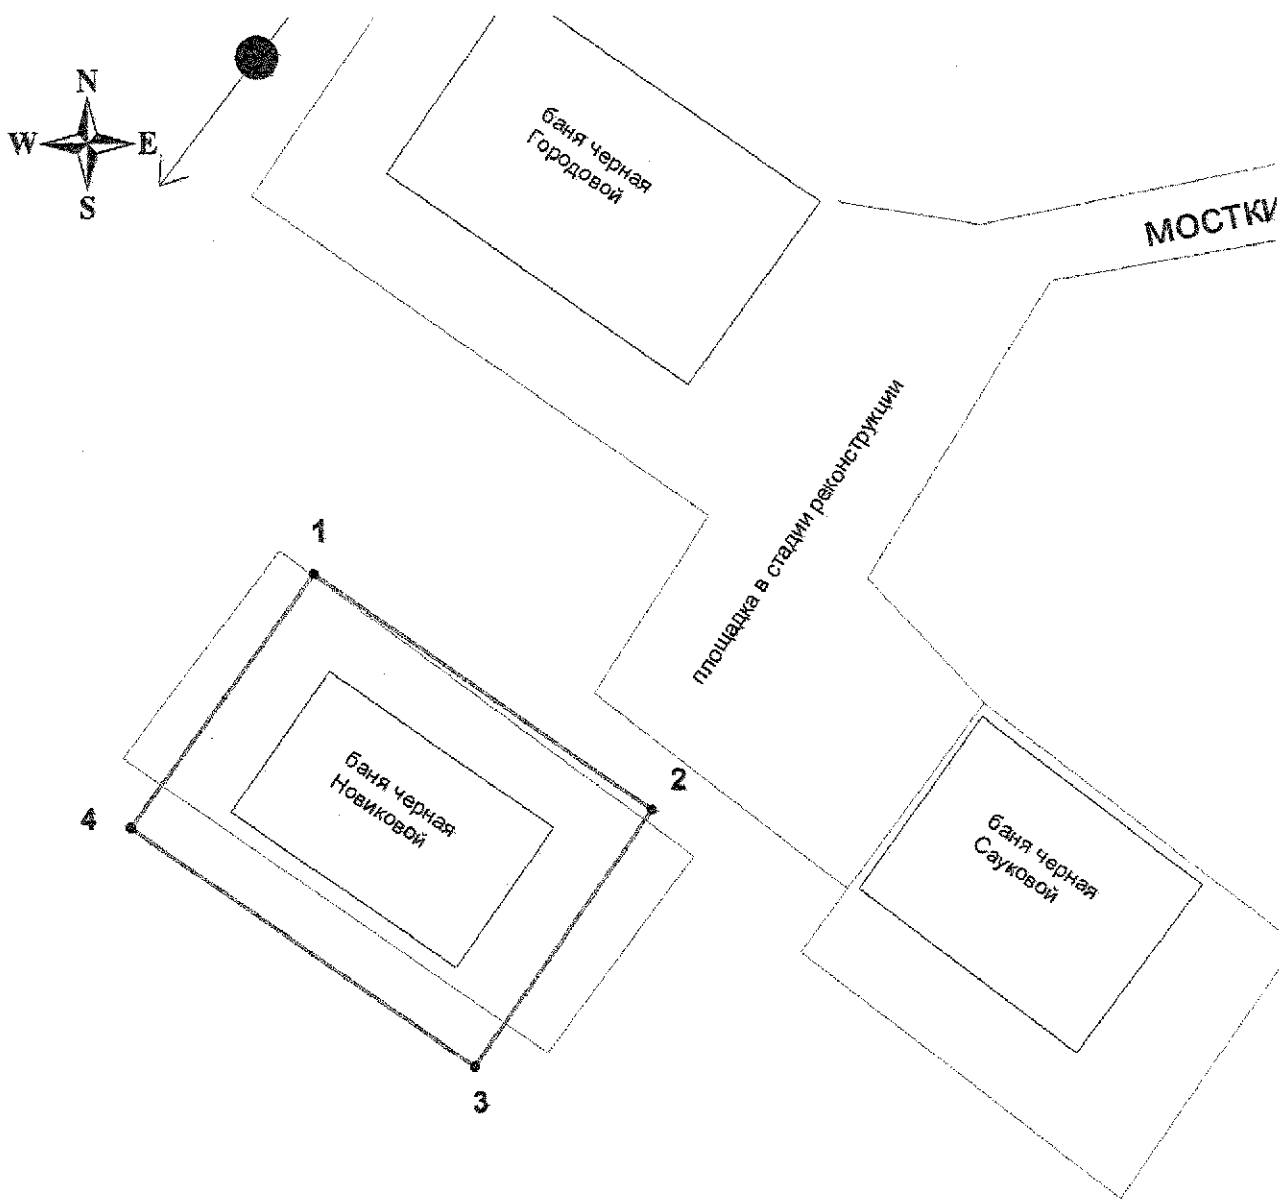 N
W E
S
баня черная
Городовой
МОСТКИ
площадка в стадии реконструкции
1
2
баня черная
Новиковой
4
баня черная
Сауковой
3